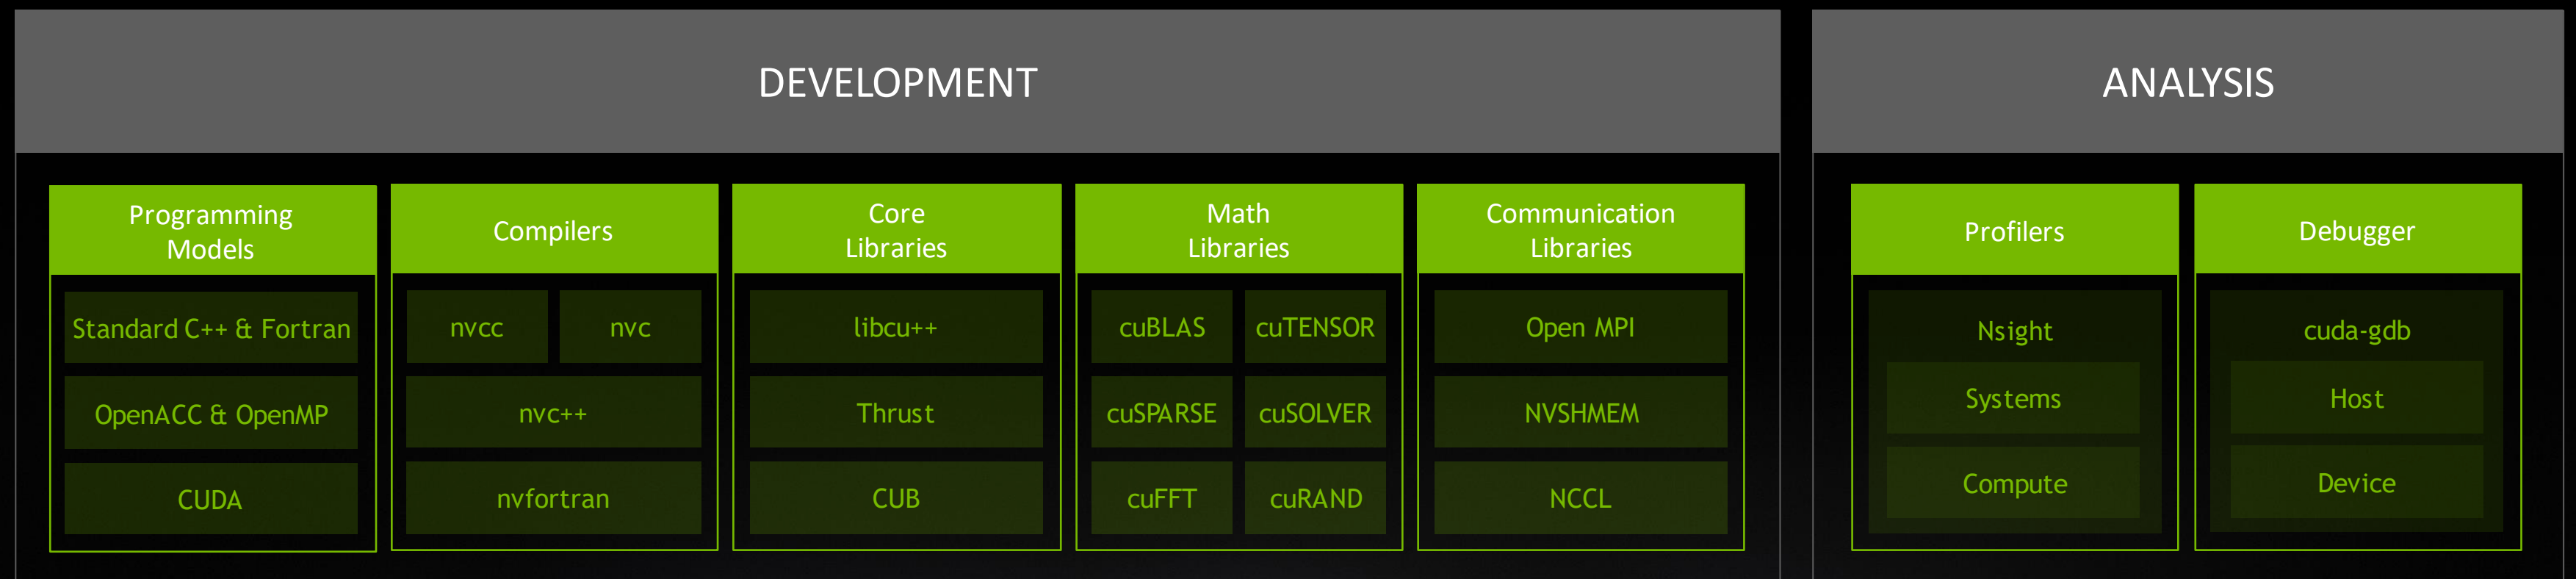 DEVELOPMENT
Programming
Models
Standard C++ & Fortran
OpenACC & OpenMP
CUDA
Compilers
nvcc
nvc
nvc++
nvfortran
Core
Libraries
libcu++
Thrust
CUB
Math
Libraries
cuBLAS
cuTENSOR
cuSPARSE
cuSOLVER
cuFFT
cuRAND
Communication
Libraries
Open MPI
NVSHMEM
NCCL
ANALYSIS
Profilers
Nsight
Systems
Compute
Debugger
cuda-gdb
Host
Device